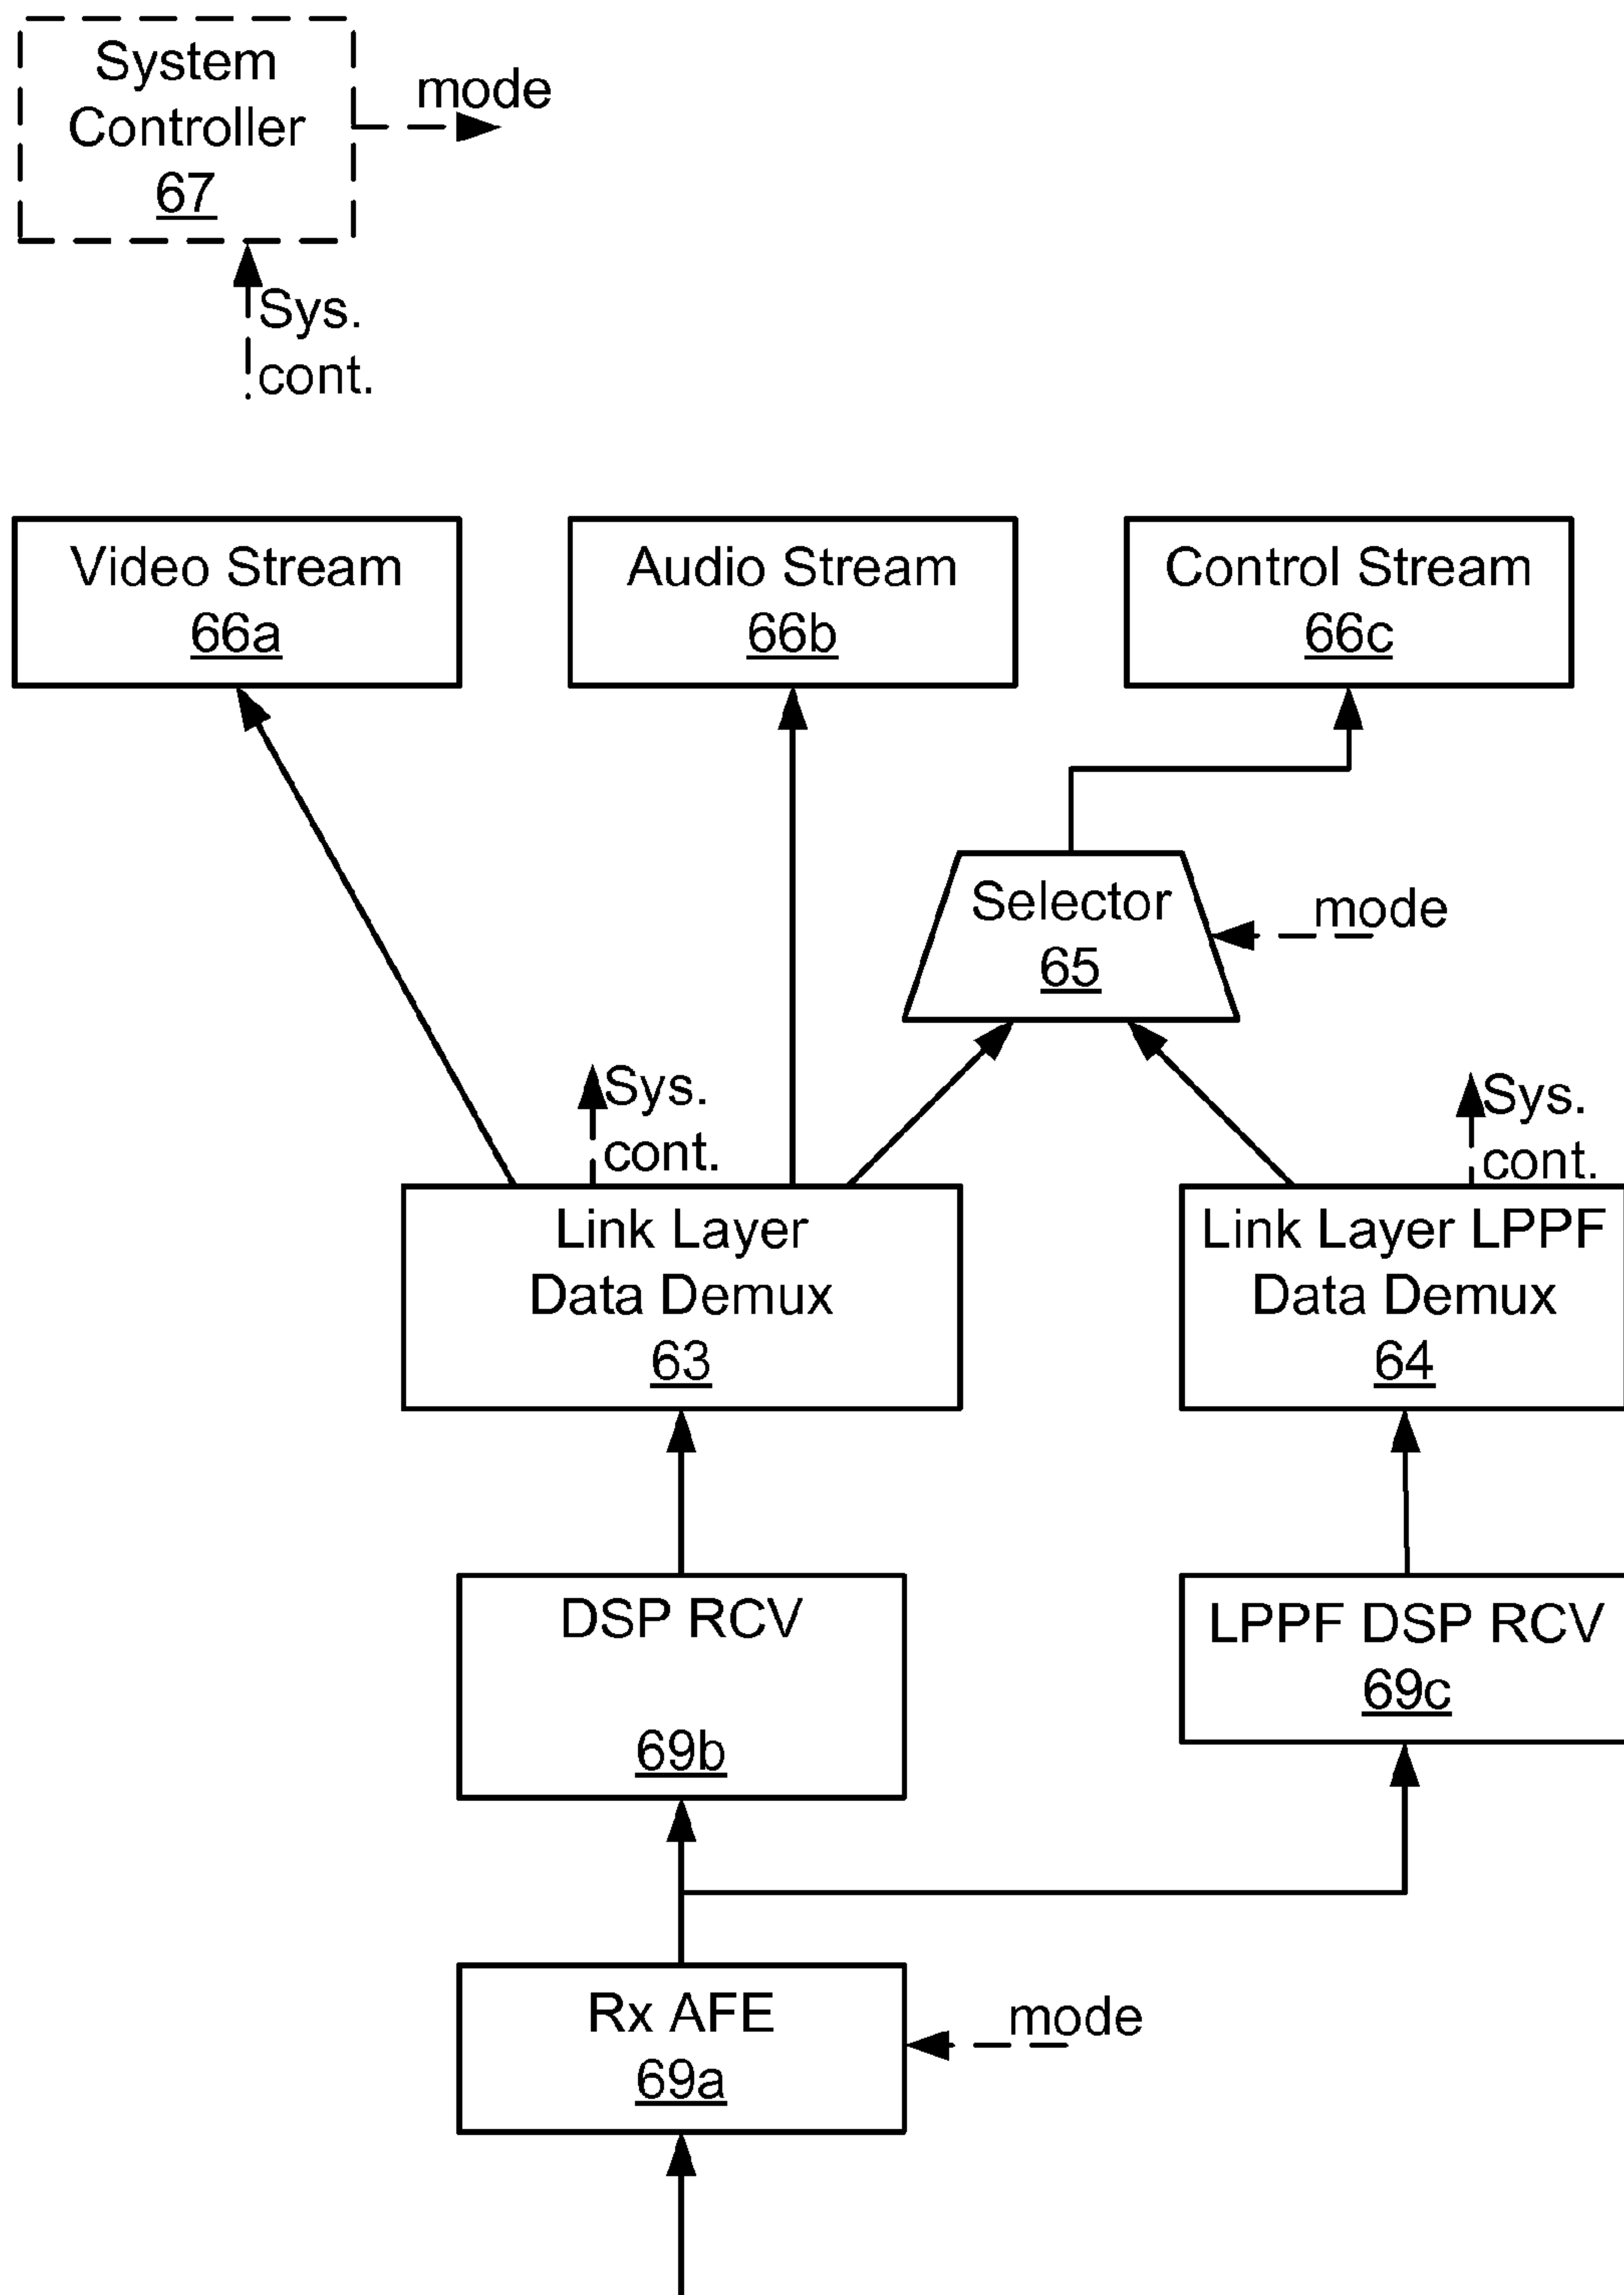 System
Controller
67
mode
Sys.
cont.
Video Stream
66a
Audio Stream
66b
Control Stream
66c
Selector
65
mode
Sys.
cont.
Sys.
cont.
Link Layer
Data Demux
63
Link Layer LPPF
Data Demux
64
DSP RCV
69b
LPPF DSP RCV
69c
Rx AFE
69a
mode